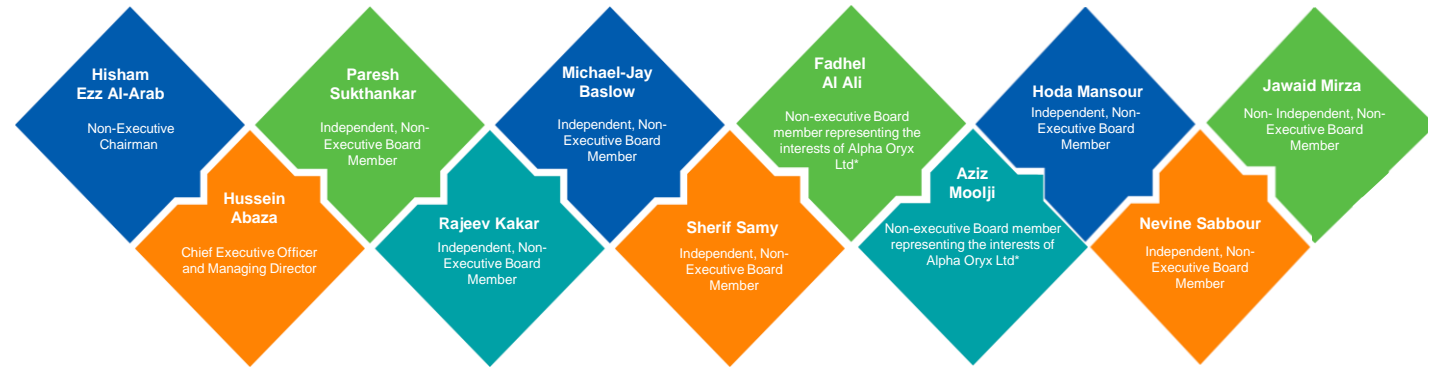 Hisham
Ezz Al-Arab
Non-Executive
Chairman
Hussein
Abaza
Chief Executive Officer
and Managing Director
Paresh
Sukthankar
Independent, Non-
Executive Board
Member
Rajeev Kakar
Independent, Non-
Executive Board
Member
Michael-Jay
Baslow
Independent, Non-
Executive Board
Member
Sherif Samy
Independent, Non-
Executive Board
Member
Fadhel
Al Ali
Non-executive Board
member representing the
interests of Alpha Oryx
Ltd*
Aziz
Moolji
Non-executive Board member
representing the interests of
Alpha Oryx Ltd*
Hoda Mansour
Independent, Non-
Executive Board
Member
Nevine Sabbour
Independent, Non-
Executive Board
Member
Jawaid Mirza
Non- Independent, Non-
Executive Board
Member